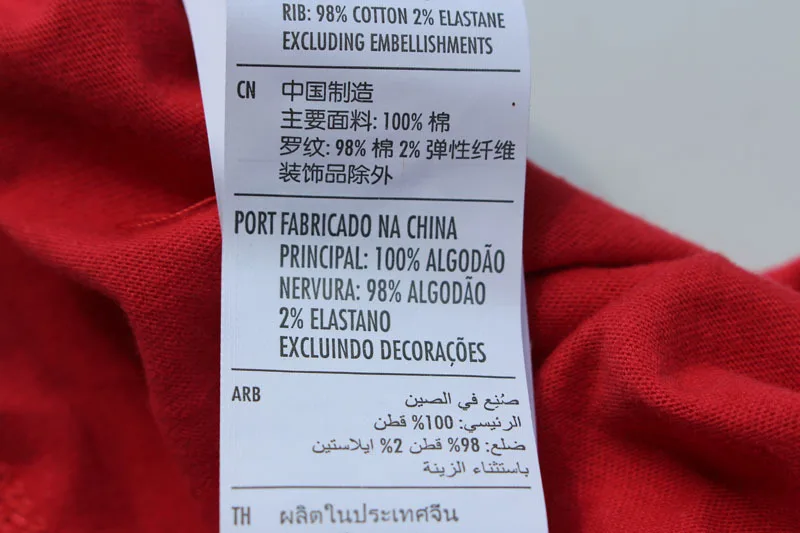 RIB: 98% COTTON 2% ELASTANE
EXCLUDING EMBELLISHMENTS
CN 中国制造
主要面料: 100% 棉
罗纹: 98% 棉 2% 弹性纤维
装饰品除外
PORT FABRICADO NA CHINA
PRINCIPAL: 100% ALGODÃO
NERVURA: 98% ALGODÃO
2% ELASTANO
EXCLUINDO DECORAÇÕES
ARB صُنِع في الصين
الرئيسي: 100% قطن
ضلع: 98% قطن 2% ايلاستين
باستثناء الزينة
TH ผลิตในประเทศจีน